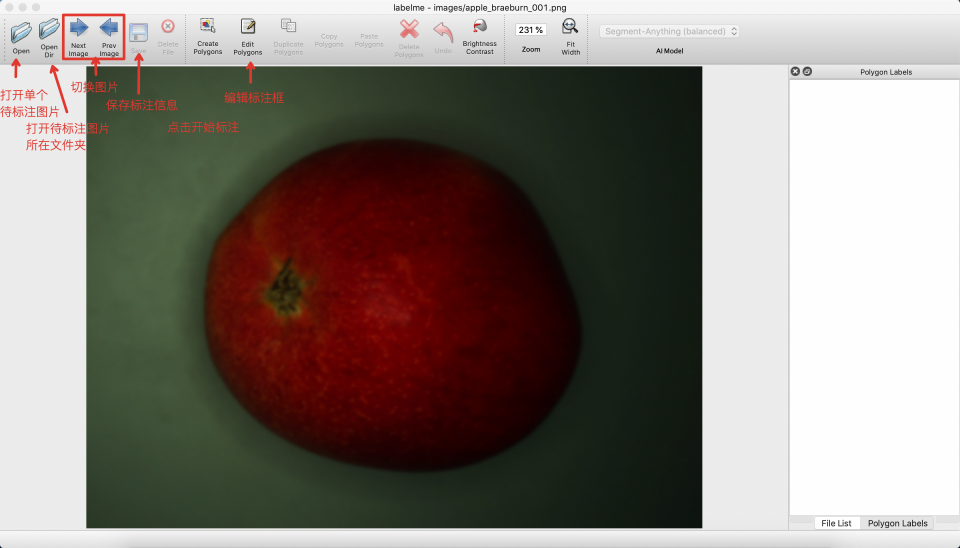 labelme - images/apple_braeburn_001.png
Open
Open
Dir
Next
Image
Prev
Image
Save
Delete
File
Create
Polygons
Edit
Polygons
Duplicate
Polygons
Copy
Polygons
Paste
Polygons
Delete
Polygons
Undo
Brightness
Contrast
231 %
Zoom
Fit
Width
Segment-Anything (balanced)
AI Model
Polygon Labels
切换图片
打开单个
待标注图片
保存标注信息
编辑标注框
打开待标注图片
所在文件夹
点击开始标注
File List
Polygon Labels